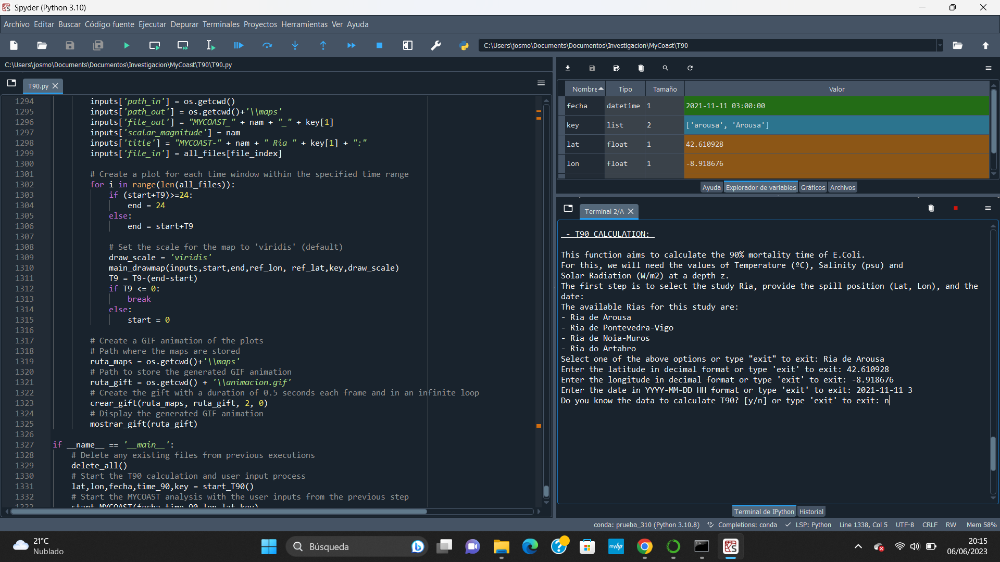 Spyder (Python 3.10)
Archivo Editar Buscar Código fuente Ejecutar Depurar Terminales Proyectos Herramientas Ver Ayuda
C:\Users\josmo\Documents\Documentos\Investigacion\MyCoast\T90
C:\Users\josmo\Documents\Documentos\Investigacion\MyCoast\T90\T90.py
T90.py
1294 inputs['path_in'] = os.getcwd()
1295 inputs['path_out'] = os.getcwd()+'\\maps'
1296 inputs['file_out'] = "MYCOAST_" + nam + "_" + key[1]
1297 inputs['scalar_magnitude'] = nam
1298 inputs['title'] = "MYCOAST-" + nam + " Ria " + key[1] + ":"
1299 inputs['file_in'] = all_files[file_index]
1300
1301 # Create a plot for each time window within the specified time range
1302 for i in range(len(all_files)):
1303 if (start+T9)>=24:
1304 end = 24
1305 else:
1306 end = start+T9
1307
1308 # Set the scale for the map to 'viridis' (default)
1309 draw_scale = 'viridis'
1310 main_drawmap(inputs,start,end,ref_lon, ref_lat,key,draw_scale)
1311 T9 = T9-(end-start)
1312 if T9 <= 0:
1313 break
1314 else:
1315 start = 0
1316
1317 # Create a GIF animation of the plots
1318 # Path where the maps are stored
1319 ruta_maps = os.getcwd()+'\\maps'
1320 # Path to store the generated GIF animation
1321 ruta_gift = os.getcwd() + '\\animacion.gif'
1322 # Create the gift with a duration of 0.5 seconds each frame and in an infinite loop
1323 crear_gift(ruta_maps, ruta_gift, 2, 0)
1324 # Display the generated GIF animation
1325 mostrar_gift(ruta_gift)
1326
1327 if __name__ == '__main__':
1328 # Delete any existing files from previous executions
1329 delete_all()
1330 # Start the T90 calculation and user input process
1331 lat,lon,fecha,time_90,key = start_T90()
1332 # Start the MYCOAST analysis with the user inputs from the previous step
1333 start_MYCOAST(fecha,time_90,lon,lat,key)
Nombre Tipo Tamaño Valor
fecha datetime 1 2021-11-11 03:00:00
key list 2 ['arousa', 'Arousa']
lat float 1 42.610928
lon float 1 -8.918676
Ayuda Explorador de variables Gráficos Archivos
Terminal 2/A
- T90 CALCULATION:
This function aims to calculate the 90% mortality time of E.Coli.
For this, we will need the values of Temperature (ºC), Salinity (psu) and
Solar Radiation (W/m2) at a depth z.
The first step is to select the study Ria, provide the spill position (Lat, Lon), and the
date:
The available Rias for this study are:
- Ria de Arousa
- Ria de Pontevedra-Vigo
- Ria de Noia-Muros
- Ria do Artabro
Select one of the above options or type "exit" to exit: Ria de Arousa
Enter the latitude in decimal format or type 'exit' to exit: 42.610928
Enter the longitude in decimal format or type 'exit' to exit: -8.918676
Enter the date in YYYY-MM-DD HH format or type 'exit' to exit: 2021-11-11 3
Do you know the data to calculate T90? [y/n] or type 'exit' to exit: n
Terminal de IPython Historial
conda: prueba_310 (Python 3.10.8) Completions: conda LSP: Python Line 1338, Col 5 UTF-8 CRLF RW Mem 58%
21°C
Nublado
Búsqueda
myhp
20:15
06/06/2023